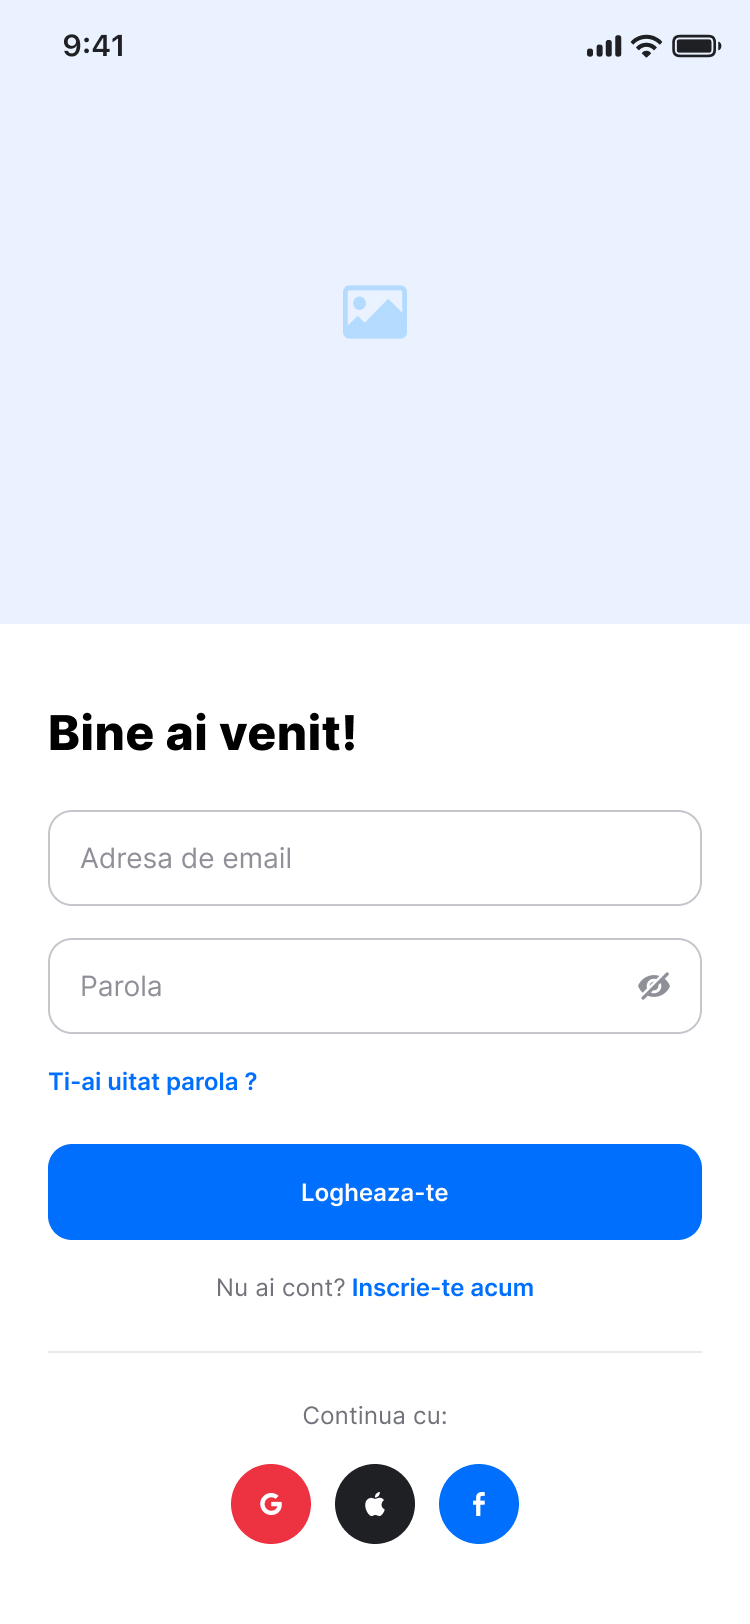 9:41
Bine ai venit!
Adresa de email
Parola
Ti-ai uitat parola ?
Logheaza-te
Nu ai cont? Inscrie-te acum
Continua cu: